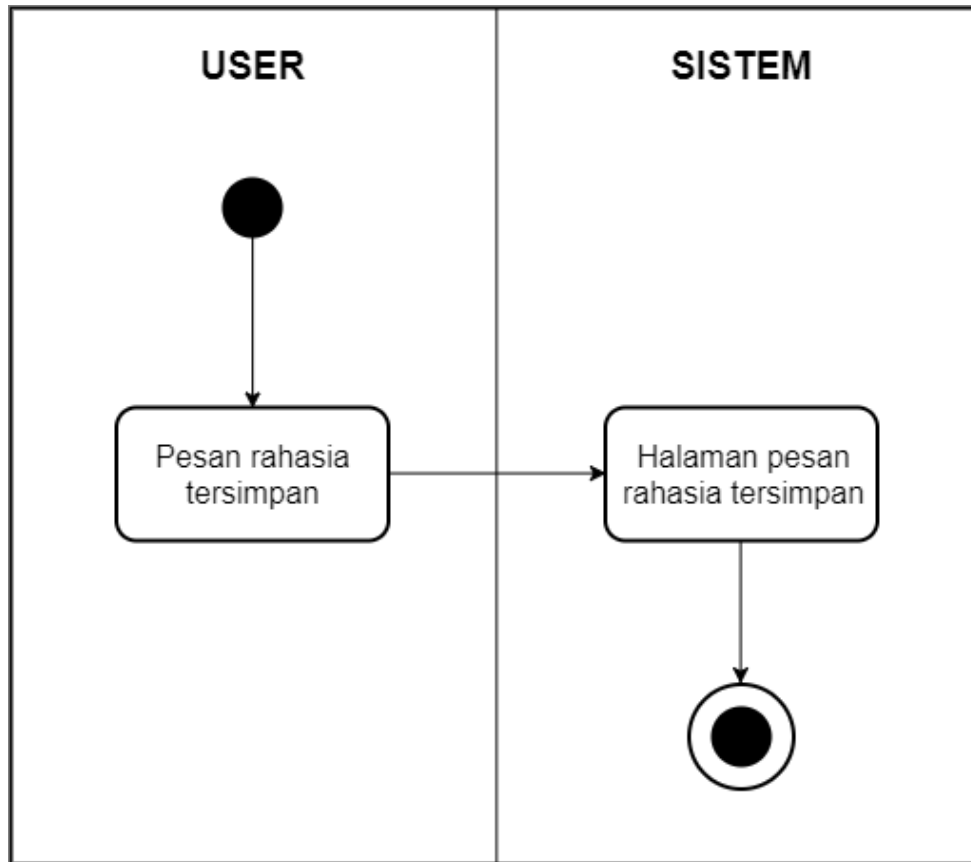 USER
SISTEM
Pesan rahasia
tersimpan
Halaman pesan
rahasia tersimpan